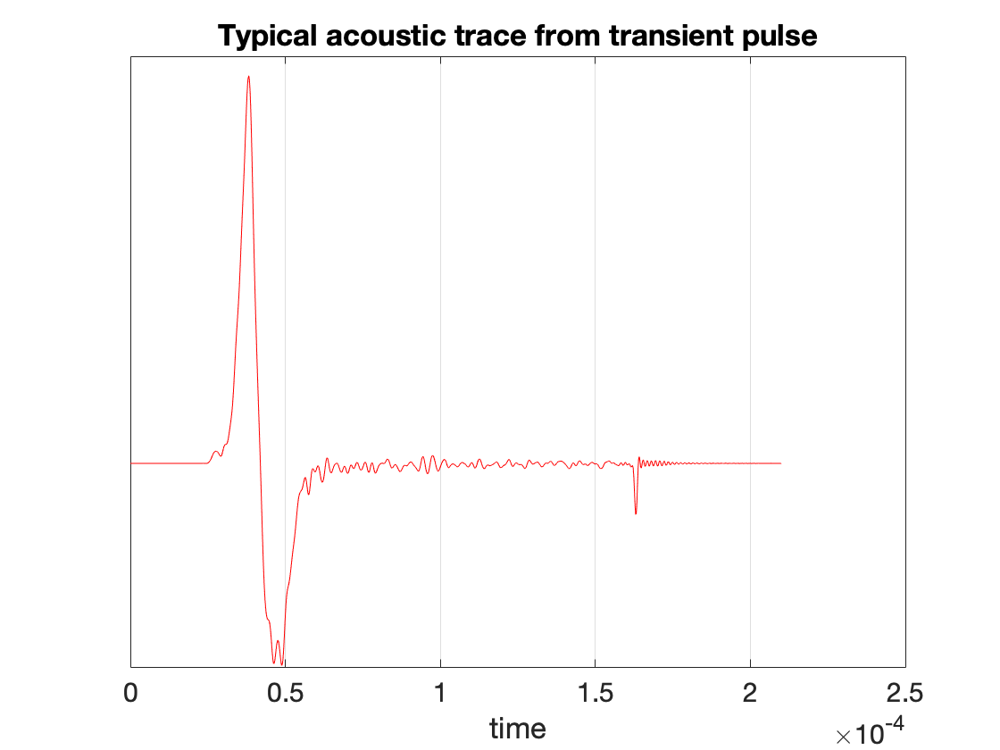 Typical acoustic trace from transient pulse
0 0.5 1 1.5 2 2.5
time
×10-4